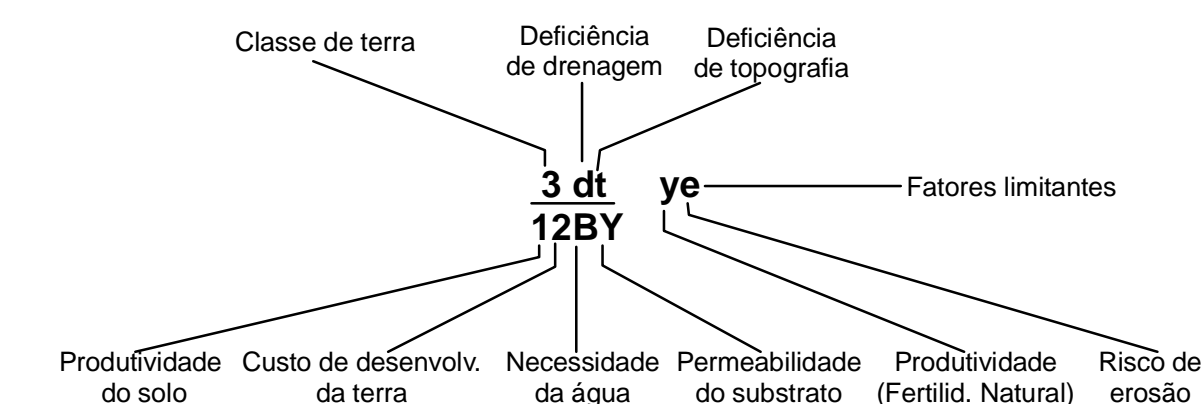 Classe de terra
Deficiência
de drenagem
Deficiência
de topografia
3 dt
ye
Fatores limitantes
12BY
Produtividade
do solo
Custo de desenvolv.
da terra
Necessidade
da água
Permeabilidade
do substrato
Produtividade
(Fertilid. Natural)
Risco de
erosão